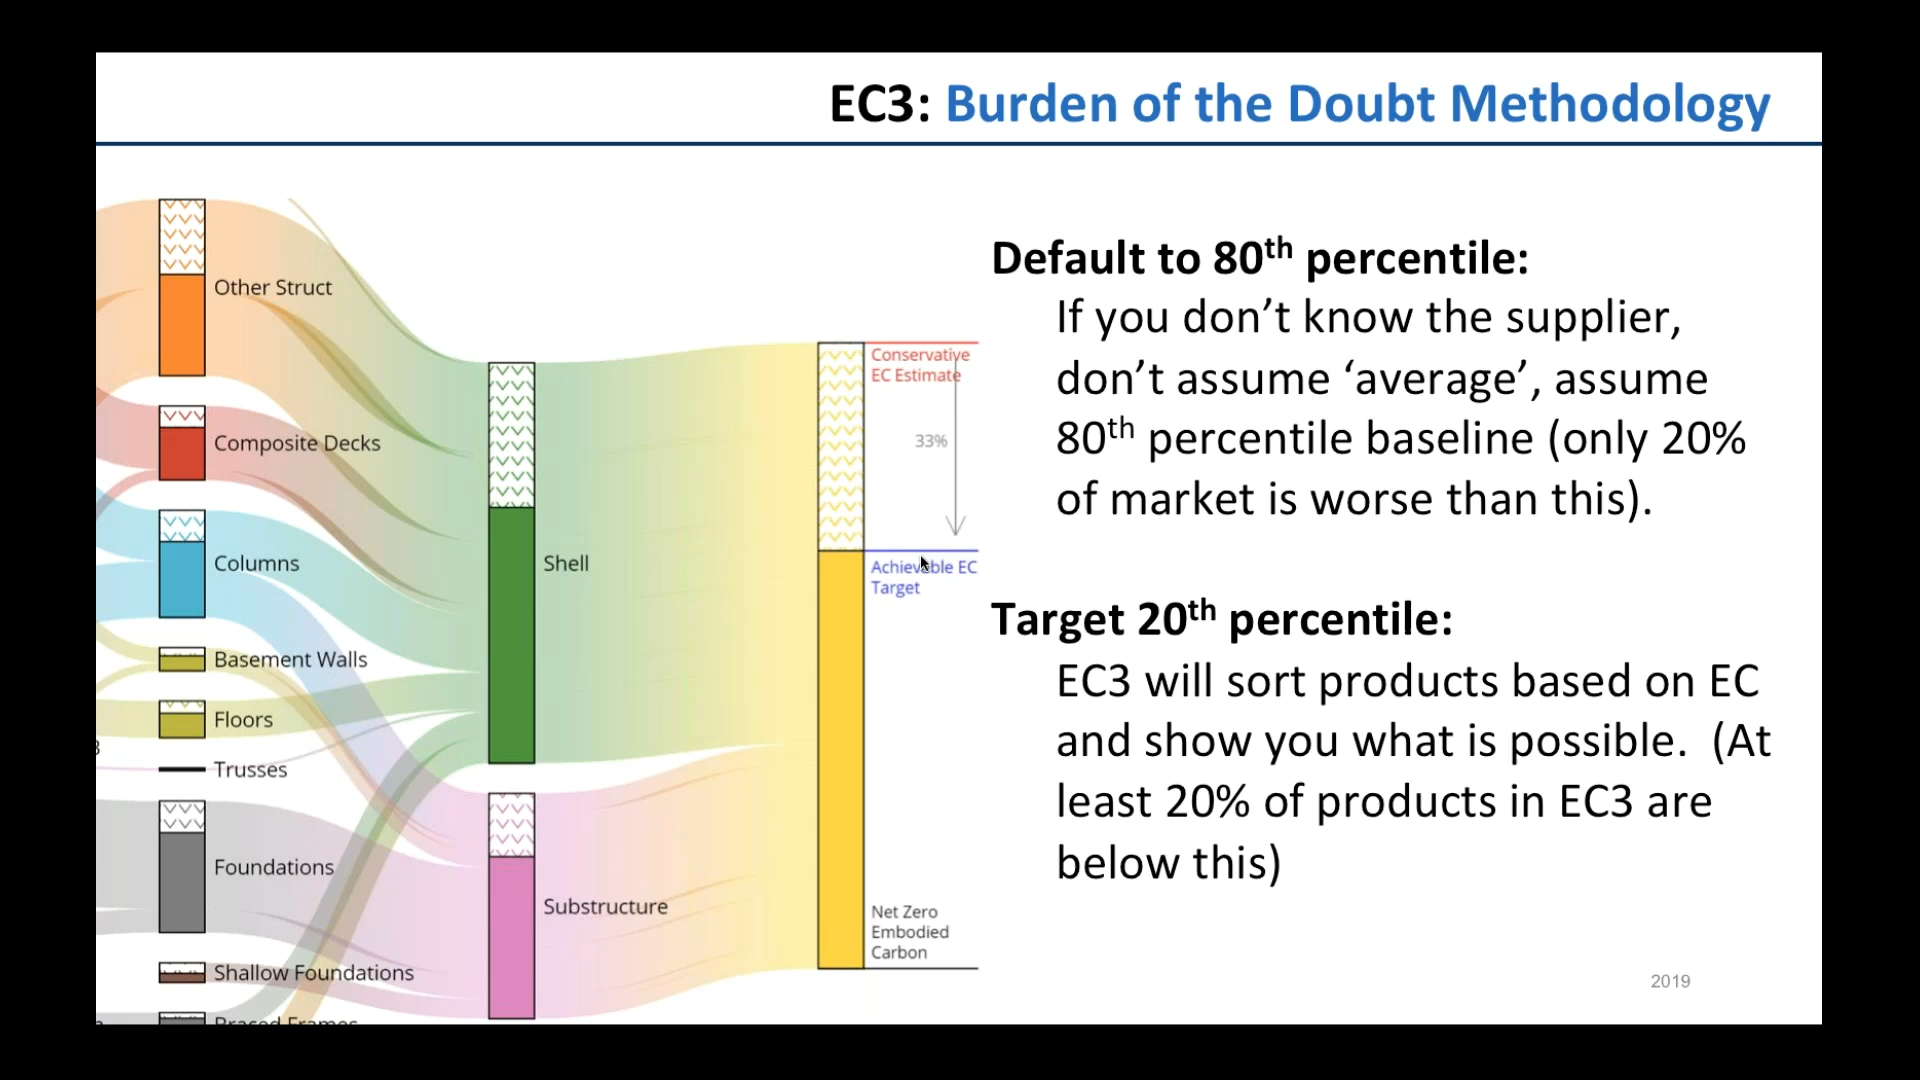 EC3: Burden of the Doubt Methodology
Other Struct
Composite Decks
Columns
Basement Walls
Floors
Trusses
Foundations
Shallow Foundations
Braced Frames
Shell
Substructure
Conservative
EC Estimate
33%
Achievable EC
Target
Net Zero
Embodied
Carbon
Default to 80th percentile:
If you don’t know the supplier,
don’t assume ‘average’, assume
80th percentile baseline (only 20%
of market is worse than this).
Target 20th percentile:
EC3 will sort products based on EC
and show you what is possible. (At
least 20% of products in EC3 are
below this)
2019